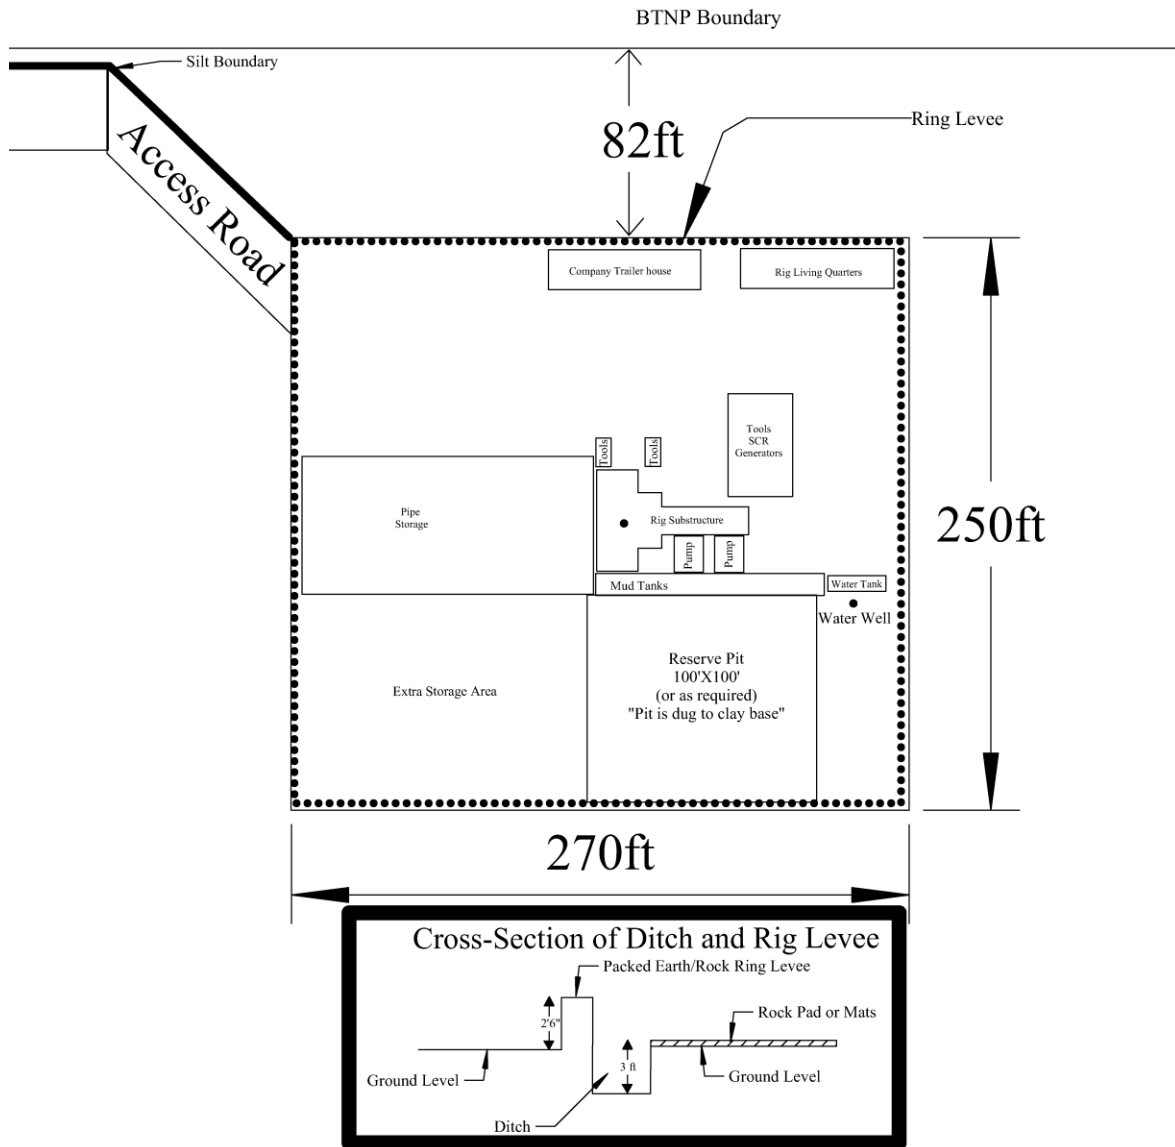 BTNP Boundary
Silt Boundary
82ft
Ring Levee
Access Road
Company Trailer house
Rig Living Quarters
Tools
SCR
Generators
Tools
Tools
Pipe
Storage
Rig Substructure
250ft
Pump
Pump
Mud Tanks
Water Tank
Water Well
Reserve Pit
100'X100'
(or as required)
"Pit is dug to clay base"
Extra Storage Area
270ft
Cross-Section of Ditch and Rig Levee
Packed Earth/Rock Ring Levee
2'6"
Rock Pad or Mats
3 ft
Ground Level
Ground Level
Ditch